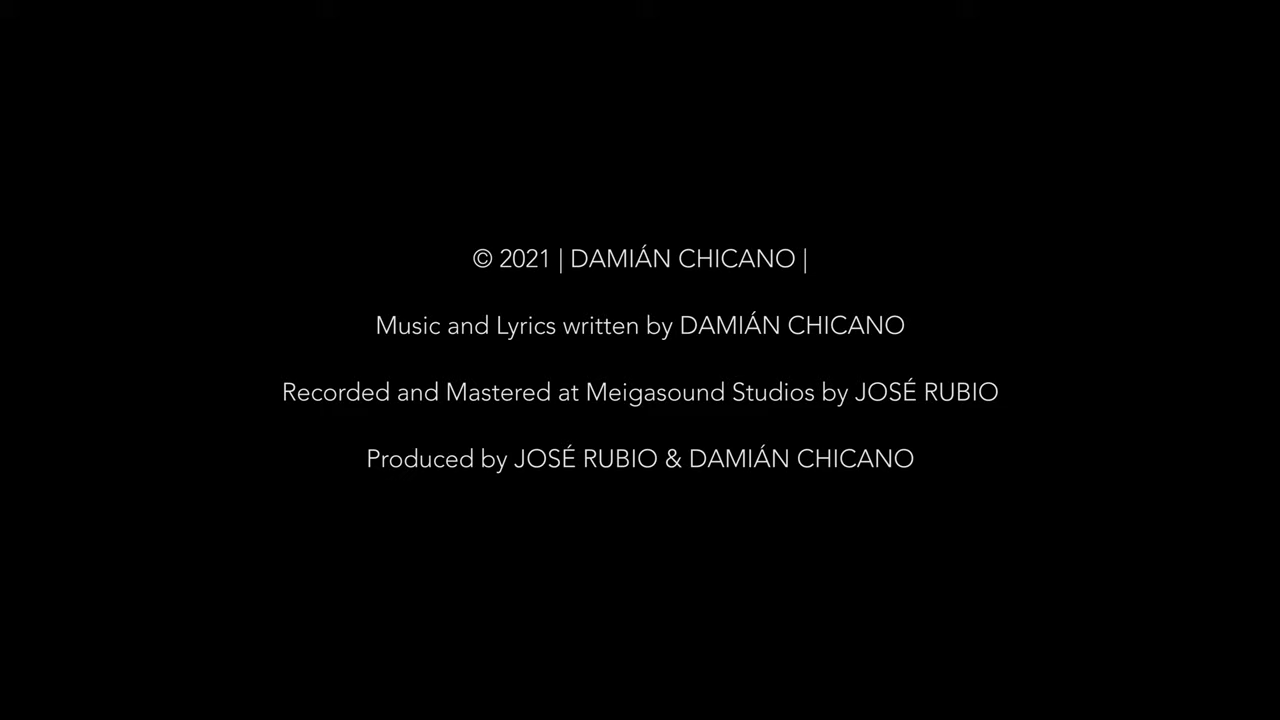 © 2021 | DAMIÁN CHICANO |
Music and Lyrics written by DAMIÁN CHICANO
Recorded and Mastered at Meigasound Studios by JOSÉ RUBIO
Produced by JOSÉ RUBIO & DAMIÁN CHICANO